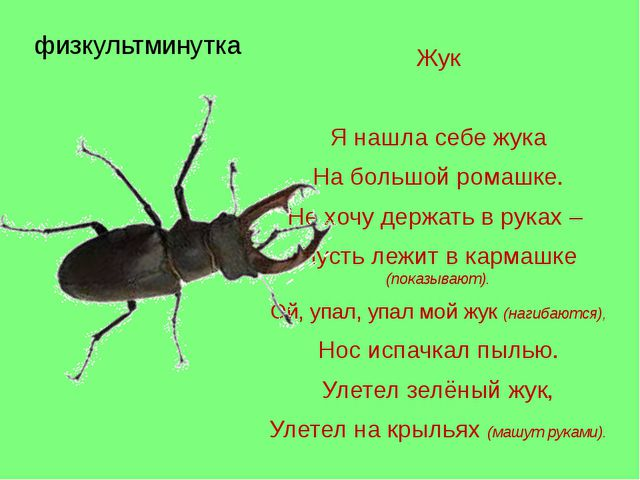 физкультминутка
Жук
Я нашла себе жука
На большой ромашке.
Не хочу держать в руках –
Пусть лежит в кармашке
(показывают).
Ой, упал, упал мой жук (нагибаются),
Нос испачкал пылью.
Улетел зелёный жук,
Улетел на крыльях (машут руками).